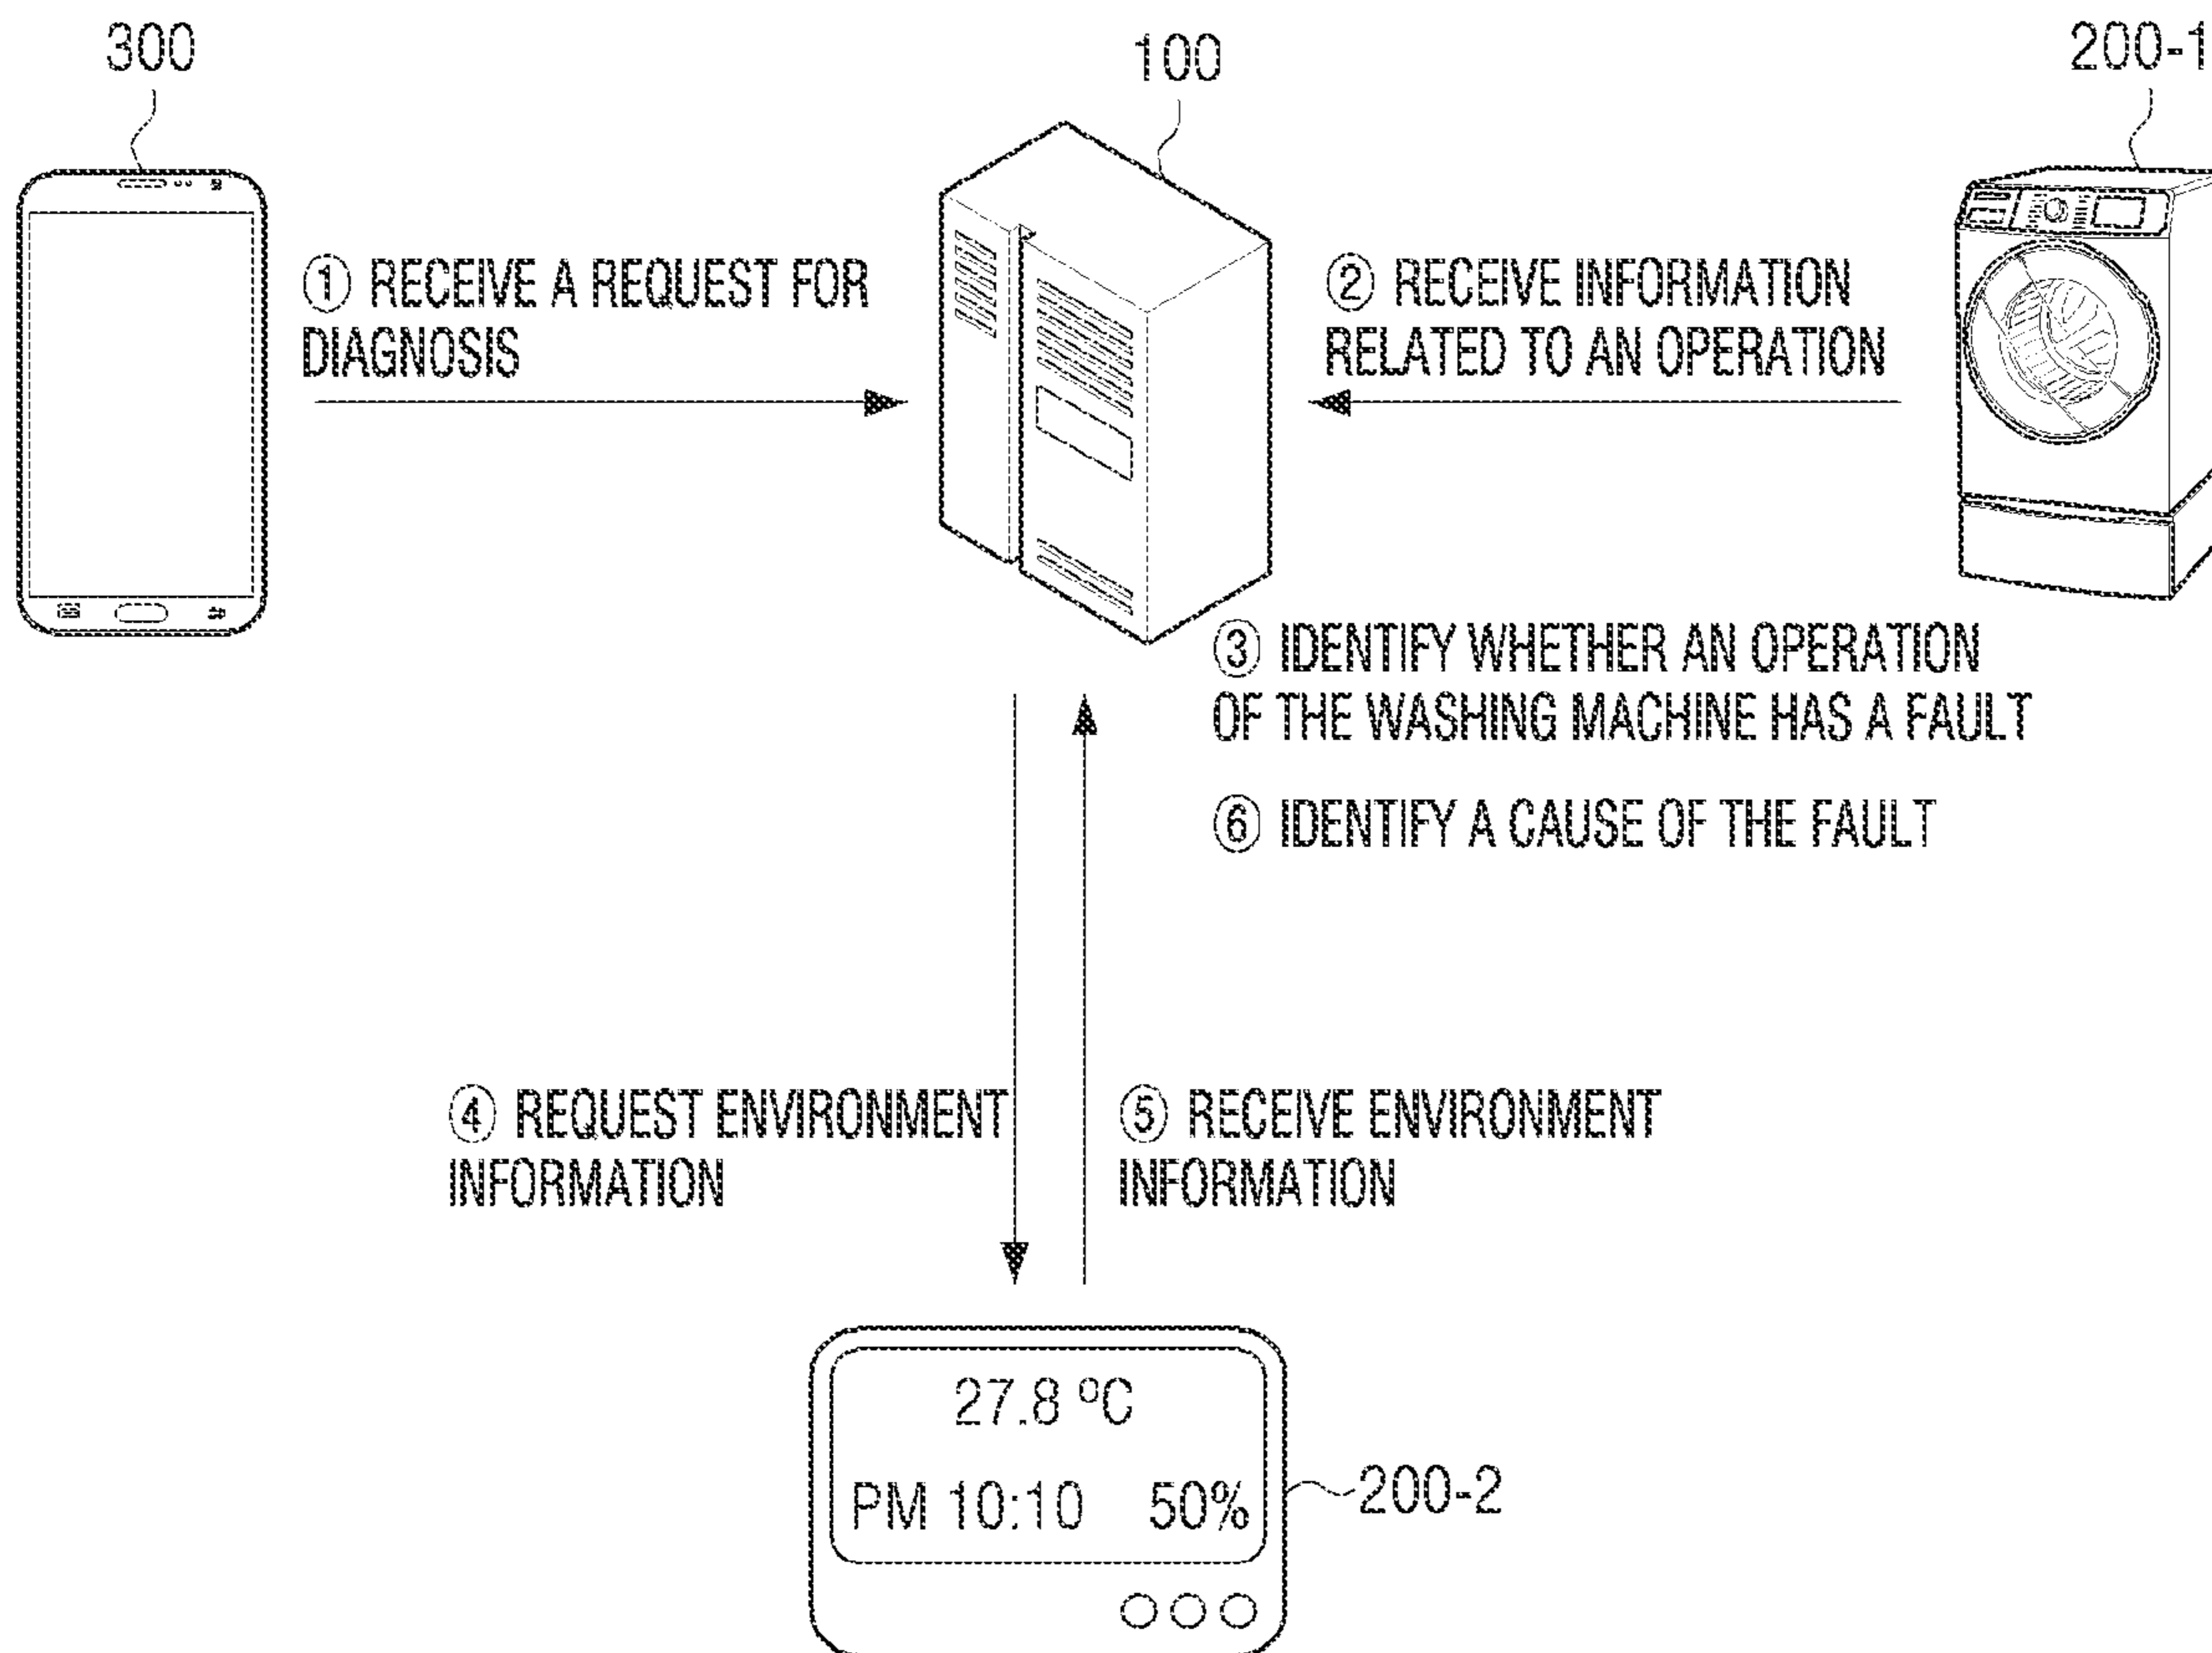 300
100
200-1
① RECEIVE A REQUEST FOR
DIAGNOSIS
② RECEIVE INFORMATION
RELATED TO AN OPERATION
③ IDENTIFY WHETHER AN OPERATION
OF THE WASHING MACHINE HAS A FAULT
⑥ IDENTIFY A CAUSE OF THE FAULT
④ REQUEST ENVIRONMENT
INFORMATION
⑤ RECEIVE ENVIRONMENT
INFORMATION
27.8 ºC
PM 10:10 50%
200-2